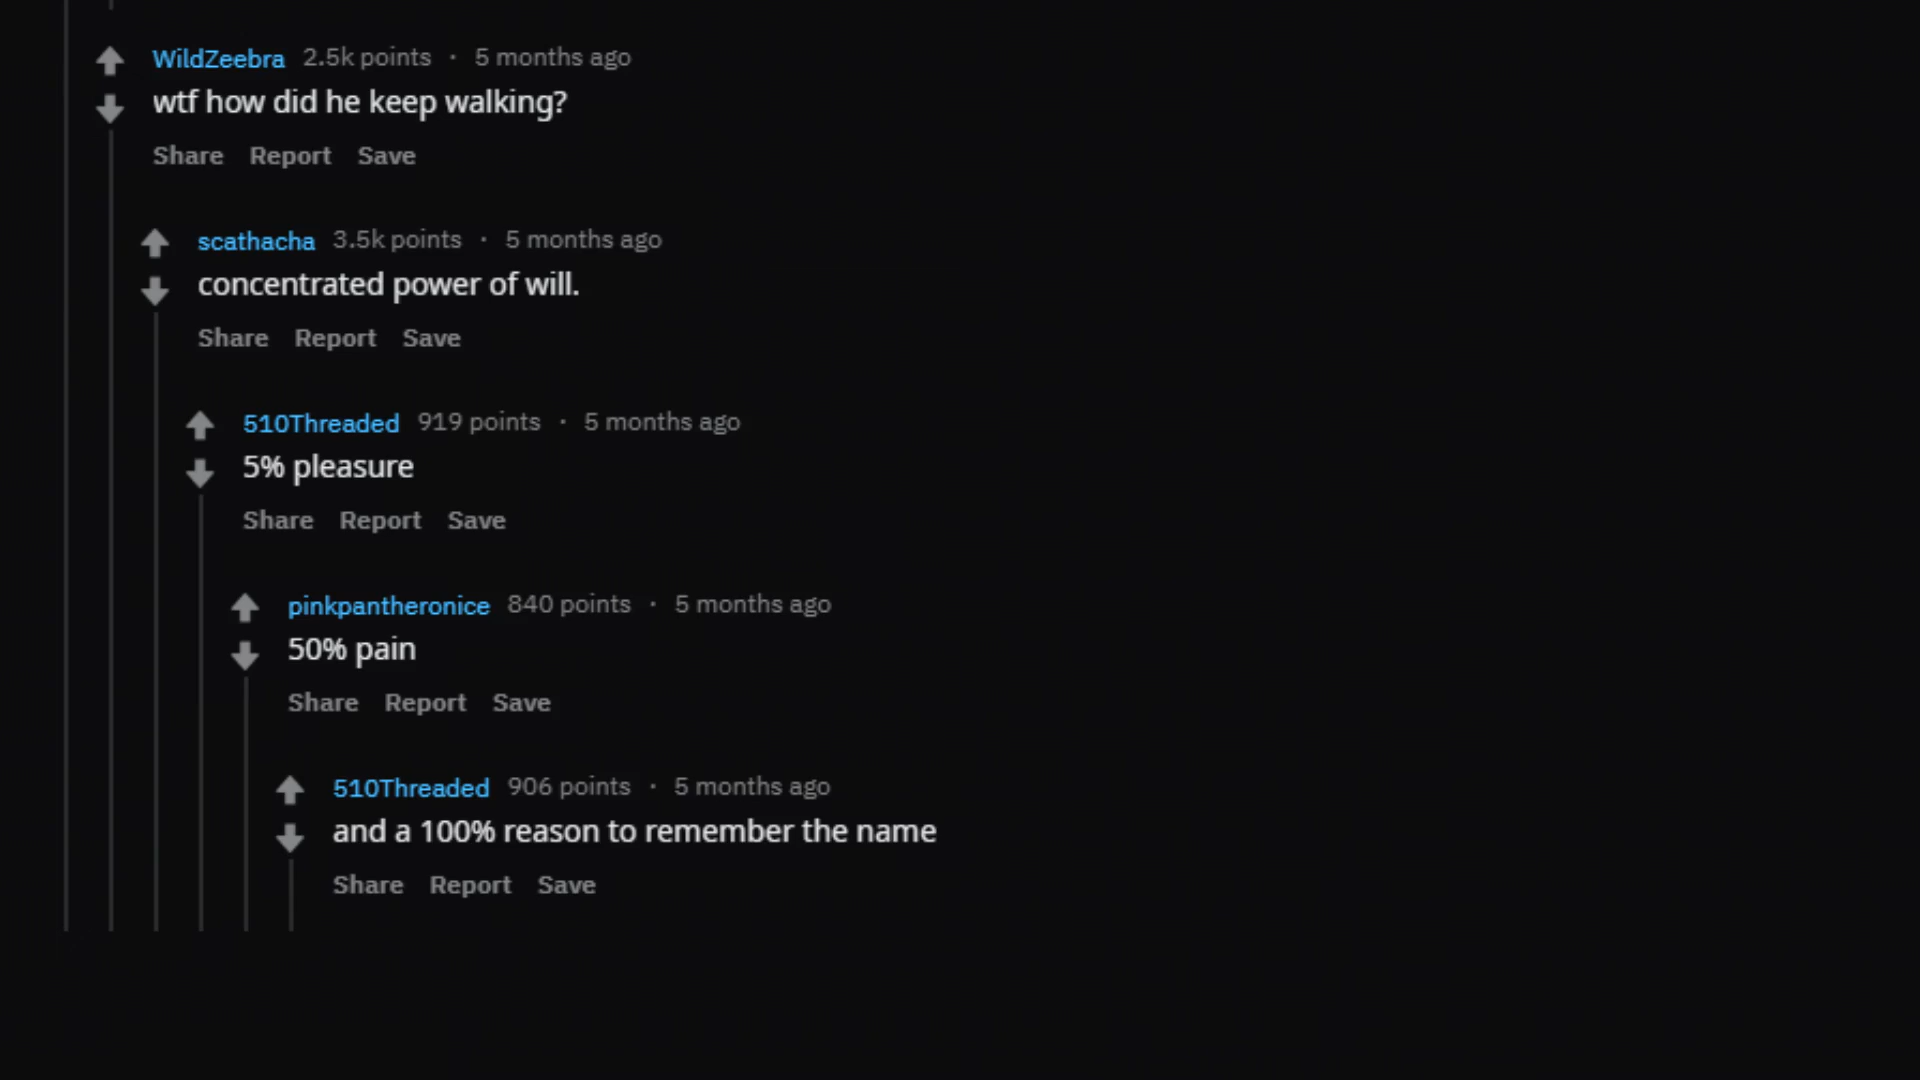 WildZeebra 2.5k points · 5 months ago
wtf how did he keep walking?
Share Report Save
scathacha 3.5k points · 5 months ago
concentrated power of will.
Share Report Save
510Threaded 919 points · 5 months ago
5% pleasure
Share Report Save
pinkpantheronice 840 points · 5 months ago
50% pain
Share Report Save
510Threaded 906 points · 5 months ago
and a 100% reason to remember the name
Share Report Save